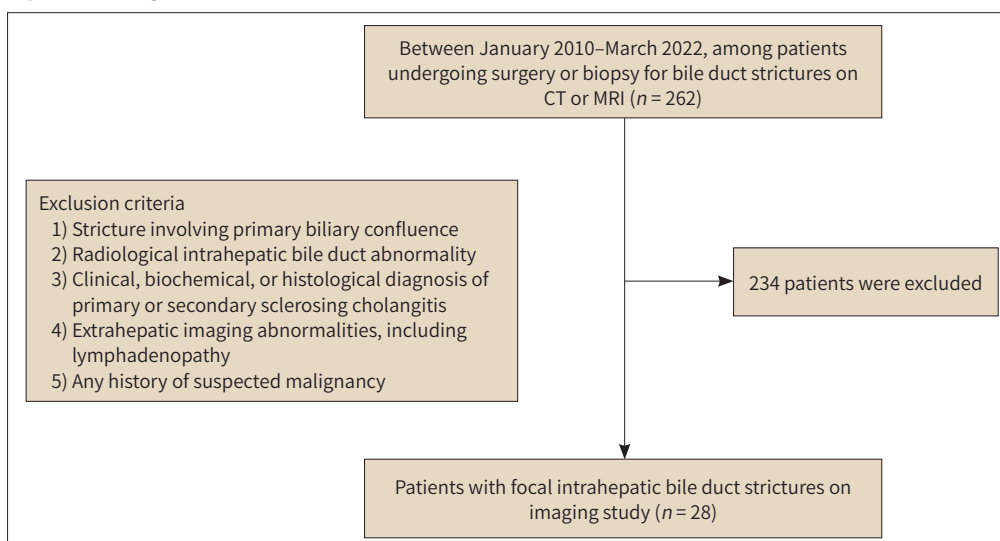 Between January 2010–March 2022, among patients
undergoing surgery or biopsy for bile duct strictures on
CT or MRI (n = 262)
Exclusion criteria
1) Stricture involving primary biliary confluence
2) Radiological intrahepatic bile duct abnormality
3) Clinical, biochemical, or histological diagnosis of
primary or secondary sclerosing cholangitis
4) Extrahepatic imaging abnormalities, including
lymphadenopathy
5) Any history of suspected malignancy
234 patients were excluded
Patients with focal intrahepatic bile duct strictures on
imaging study (n = 28)